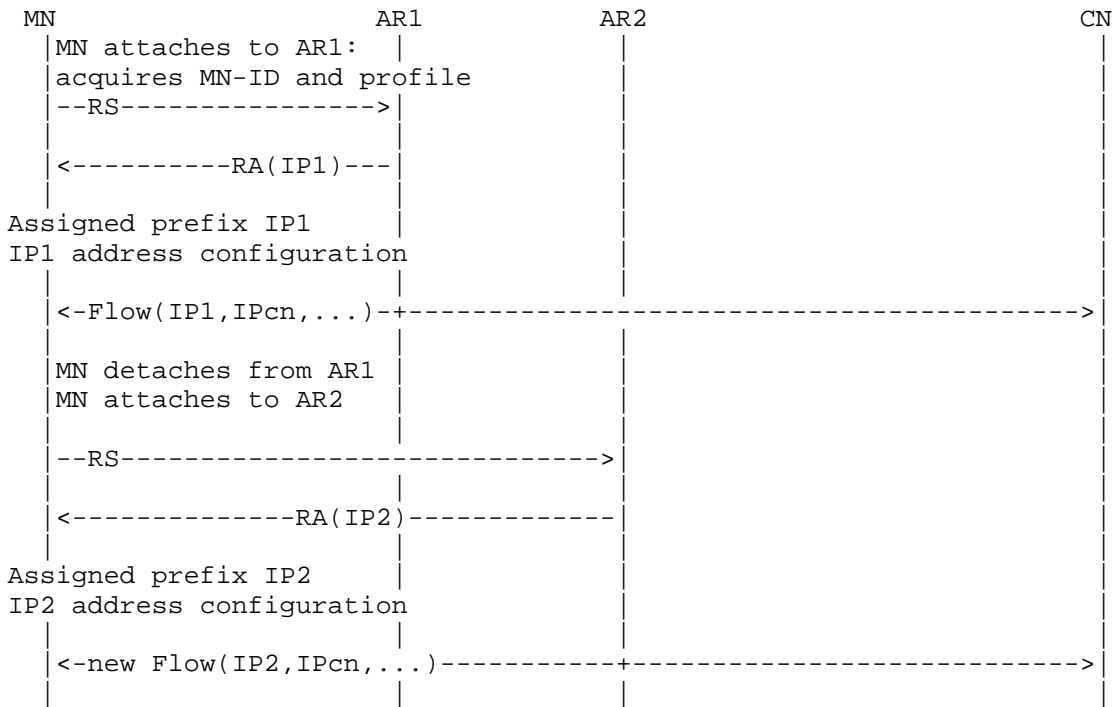 MN AR1 AR2 CN
MN attaches to AR1:
acquires MN-ID and profile
--RS---------------->
<----------RA(IP1)---
Assigned prefix IP1
IP1 address configuration
<-Flow(IP1,IPcn,...)-+------------------------------------------>
MN detaches from AR1
MN attaches to AR2
--RS------------------------------>
<--------------RA(IP2)-------------
Assigned prefix IP2
IP2 address configuration
<-new Flow(IP2,IPcn,...)-----------+---------------------------->